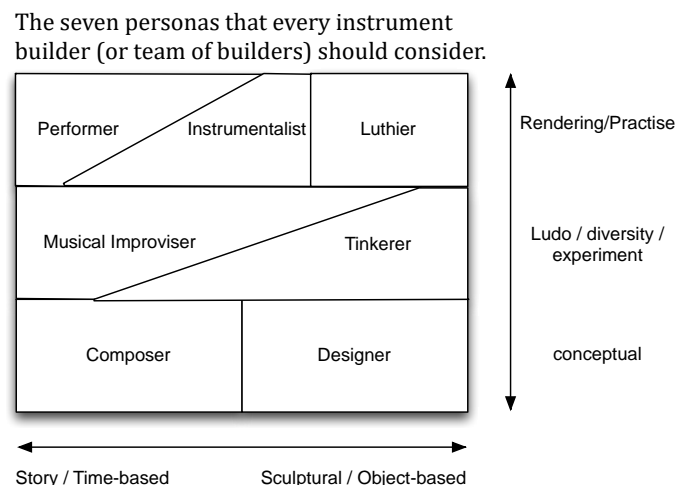 The seven personas that every instrument
builder (or team of builders) should consider.
Performer
Instrumentalist
Luthier
Rendering/Practise
Musical Improviser
Tinkerer
Ludo / diversity /
experiment
Composer
Designer
conceptual
Story / Time-based
Sculptural / Object-based